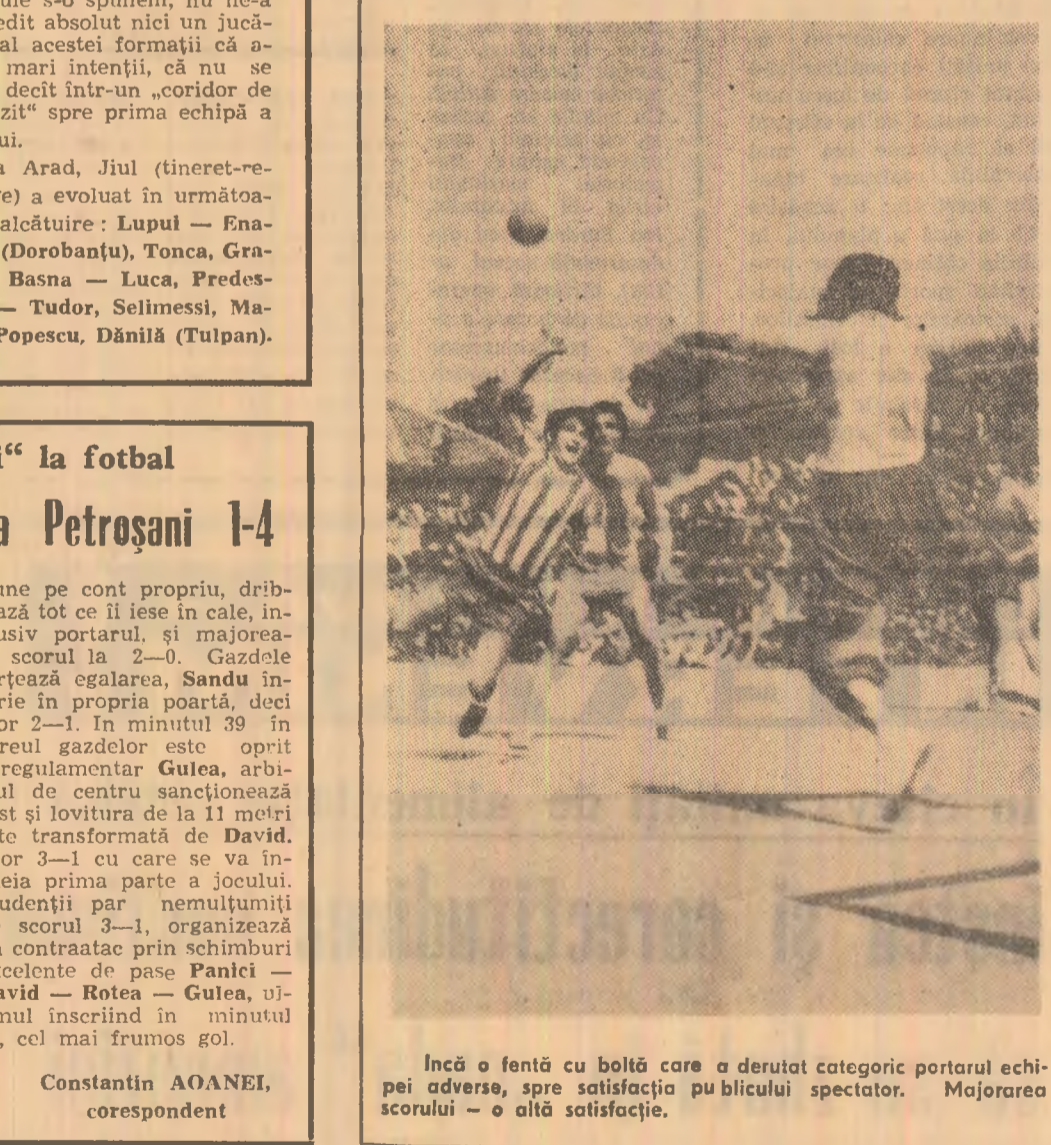 edit absolut nici un jucă-
al acestei formații că a-
mari intenții, că nu se
decît într-un „coridor de
zit“ spre prima echipă a
ui.
Arad, Jiul (tineret-re-
e) a evoluat în următoa-
alcătuire : Lupui — Ena-
(Dorobanțu), Tonca, Gra-
Basna — Luca, Predes-
— Tudor, Selimessi, Ma-
Popescu, Dănilă (Tulpan).
i“ la fotbal
a Petroșani 1-4
une pe cont propriu, drib-
ază tot ce îi iese în cale, in-
usiv portarul, și majorea-
scorul la 2—0. Gazdele
rțează egalarea, Sandu în-
rie în propria poartă, deci
or 2—1. In minutul 39 în
reul gazdelor este oprit
regulamentar Gulea, arbi-
ul de centru sancționează
st și lovitura de la 11 metri
te transformată de David.
or 3—1 cu care se va în-
eia prima parte a jocului.
udenții par nemulțumiți
scorul 3—1, organizează
contraatac prin schimburi
xcelente de pase Panici —
avid — Rotea — Gulea, ul-
mul înscriind în minutul
, cel mai frumos gol.
Constantin AOANEI,
corespondent
Incă o fentă cu boltă care a derutat categoric portarul echi-
pei adverse, spre satisfacția publicului spectator. Majorarea
scorului — o altă satisfacție.